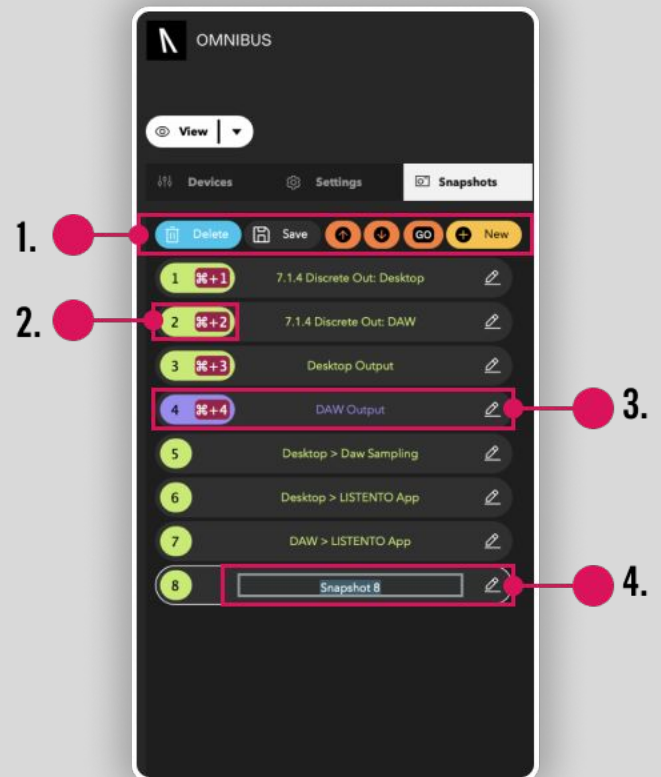 OMNIBUS
View
Devices Settings Snapshots
1. Delete Save GO New
1 ⌘+1 7.1.4 Discrete Out: Desktop
2. 2 ⌘+2 7.1.4 Discrete Out: DAW
3 ⌘+3 Desktop Output
4 ⌘+4 DAW Output 3.
5 Desktop > Daw Sampling
6 Desktop > LISTENTO App
7 DAW > LISTENTO App
8 Snapshot 8 4.